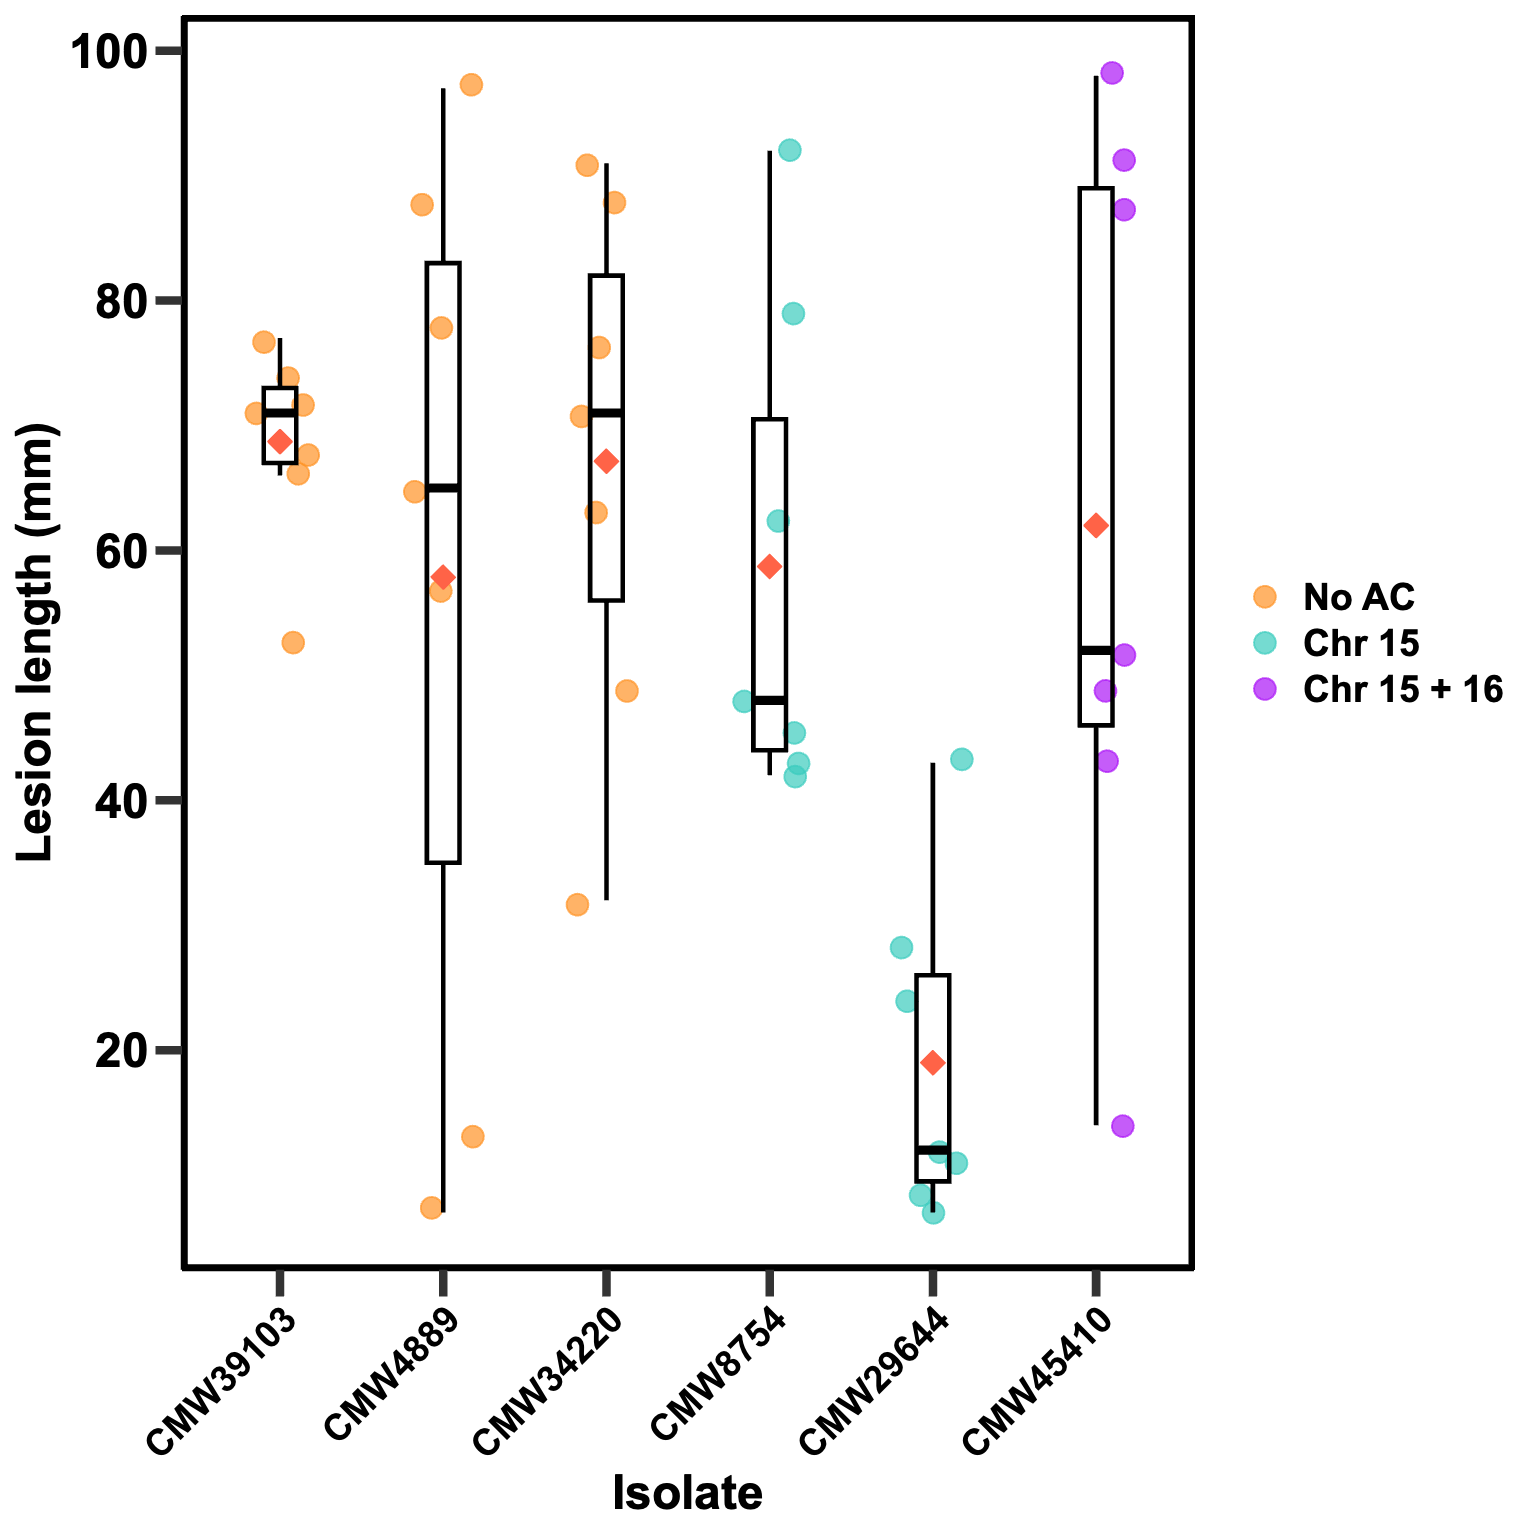 100
80
60
40
20
Lesion length (mm)
CMW39103
CMW4889
CMW34220
CMW8754
CMW29644
CMW45410
Isolate
No AC
Chr 15
Chr 15 + 16